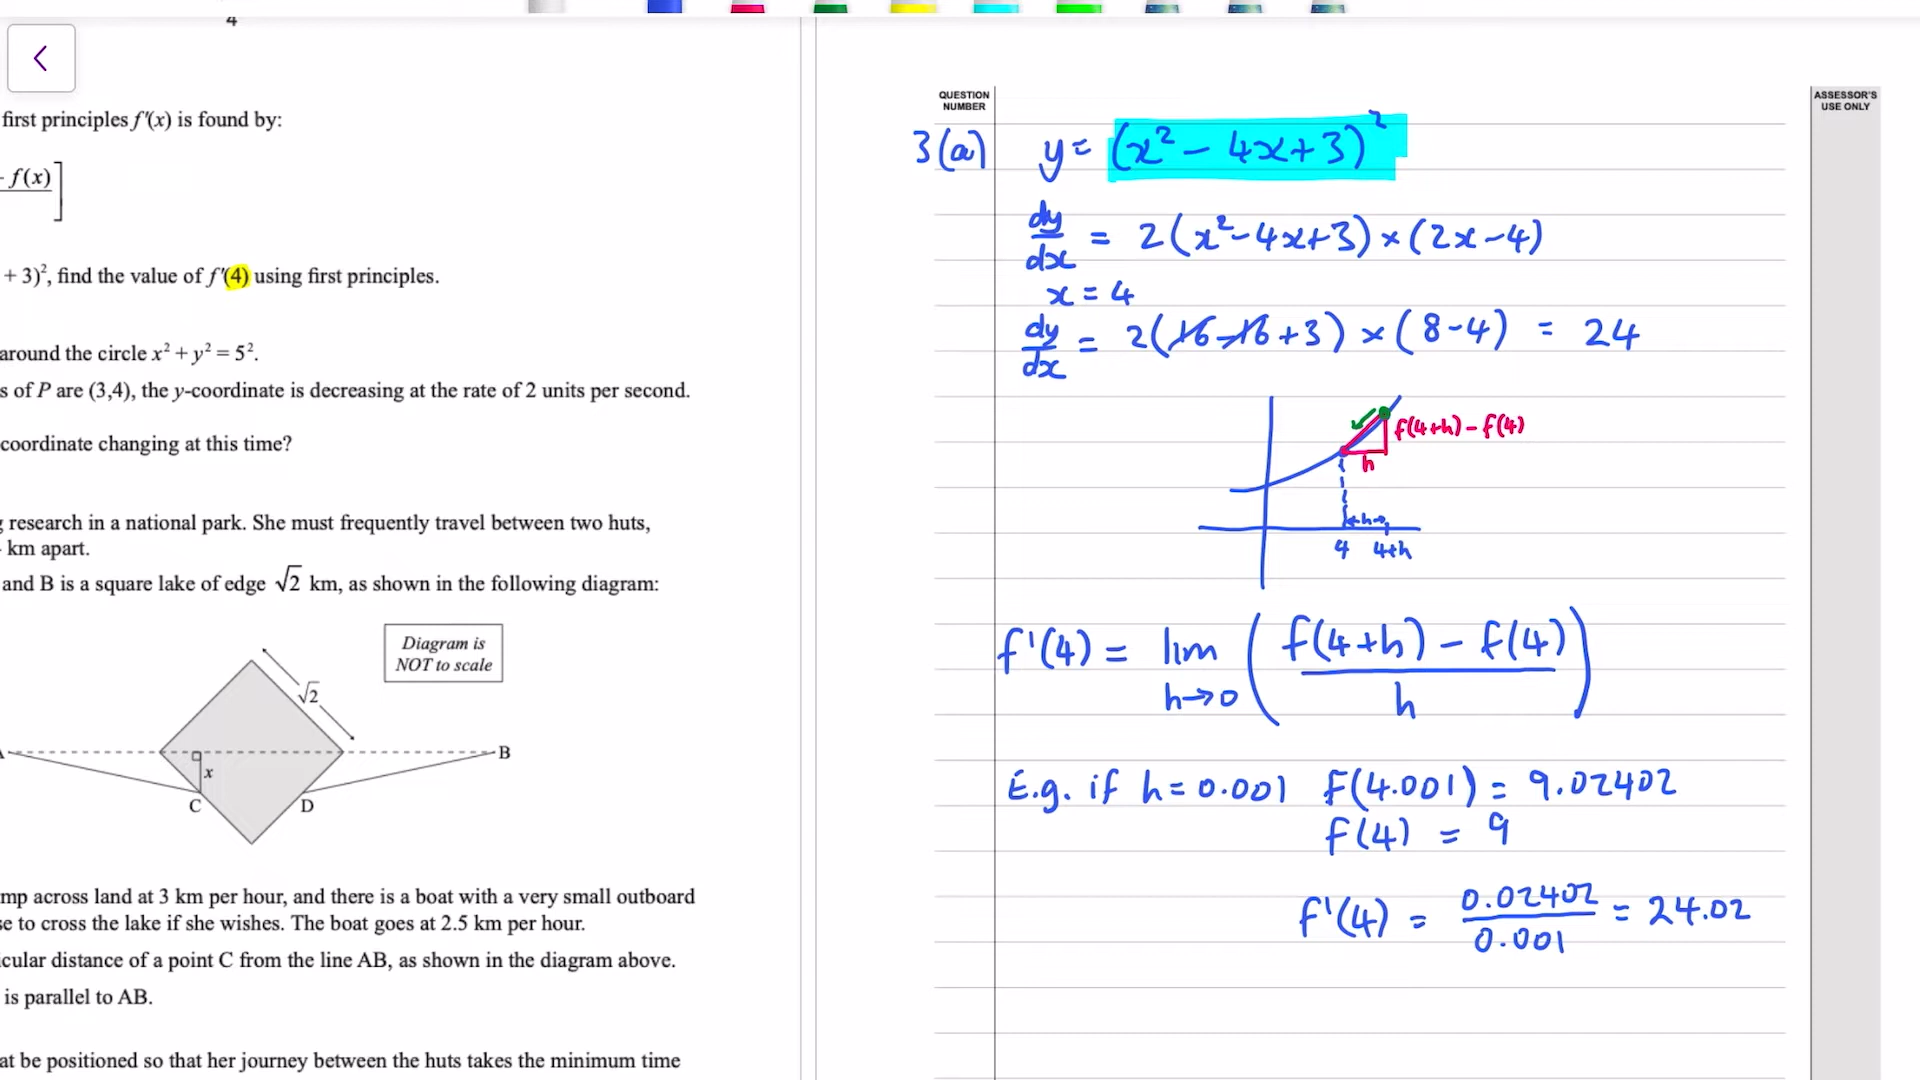 4
first principles f′(x) is found by:
- f(x)]
+ 3)², find the value of f′(4) using first principles.
around the circle x² + y² = 5².
s of P are (3,4), the y-coordinate is decreasing at the rate of 2 units per second.
coordinate changing at this time?
g research in a national park. She must frequently travel between two huts,
km apart.
and B is a square lake of edge √2 km, as shown in the following diagram:
Diagram is
NOT to scale
√2
B
x
C D
mp across land at 3 km per hour, and there is a boat with a very small outboard
se to cross the lake if she wishes. The boat goes at 2.5 km per hour.
icular distance of a point C from the line AB, as shown in the diagram above.
is parallel to AB.
at be positioned so that her journey between the huts takes the minimum time
QUESTION
NUMBER
ASSESSOR'S
USE ONLY
3(a) y = (x² - 4x+3)²
dy/dx = 2(x²-4x+3)×(2x-4)
x = 4
dy/dx = 2(16-16+3)×(8-4) = 24
f(4+h)-f(4)
h
h
4 4+h
f'(4) = lim h→0 ( f(4+h) - f(4) / h )
E.g. if h = 0.001 f(4.001) = 9.02402
f(4) = 9
f'(4) = 0.02402/0.001 = 24.02